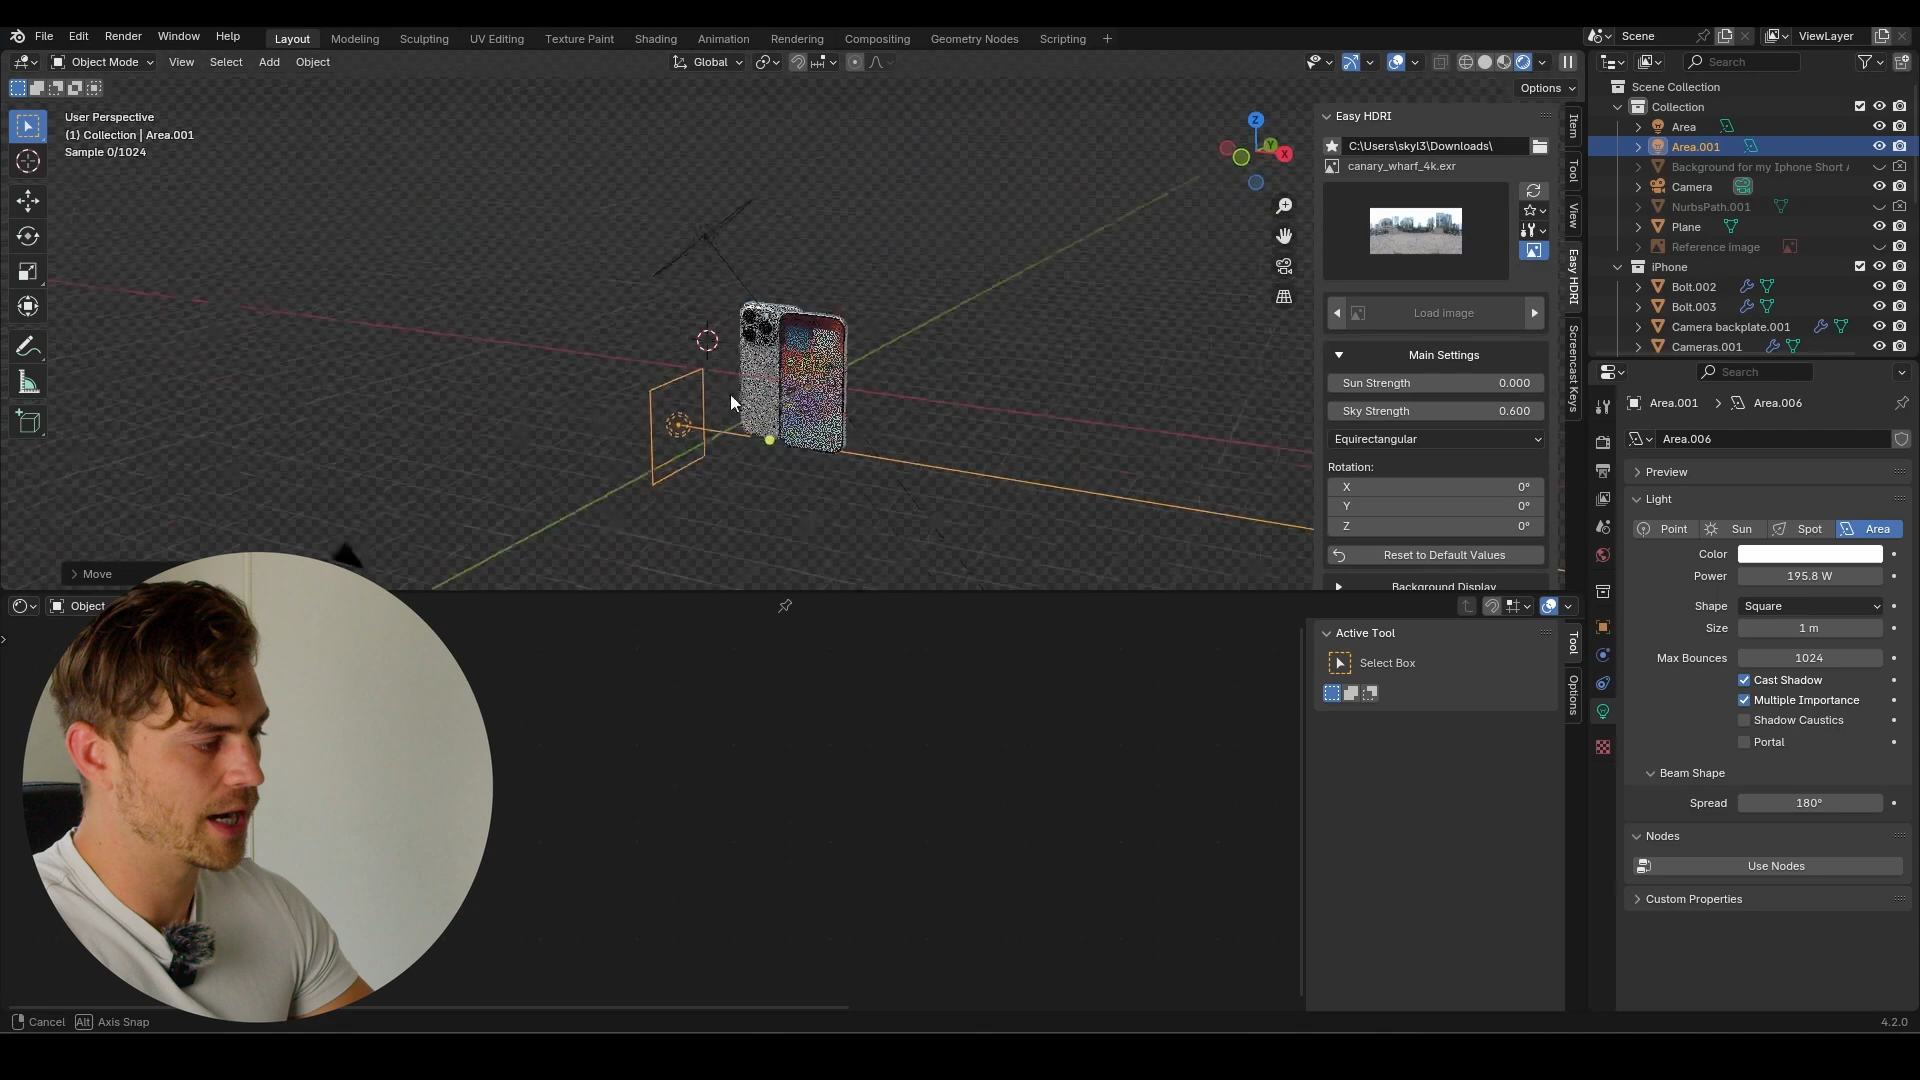 File Edit Render Window Help Layout Modeling Sculpting UV Editing Texture Paint Shading Animation Rendering Compositing Geometry Nodes Scripting + Scene ViewLayer
Object Mode View Select Add Object Global Search
Options
User Perspective
(1) Collection | Area.001
Sample 0/1024
Z
Y
X
Move
Easy HDRI
C:\Users\skyl3\Downloads\
canary_wharf_4k.exr
Load image
Main Settings
Sun Strength 0.000
Sky Strength 0.600
Equirectangular
Rotation:
X 0°
Y 0°
Z 0°
Reset to Default Values
Background Display
Item
Tool
View
Easy HDRI
Screencast Keys
Scene Collection
Collection
Area
Area.001
Background for my Iphone Short
Camera
NurbsPath.001
Plane
Reference image
iPhone
Bolt.002
Bolt.003
Camera backplate.001
Cameras.001
Search
Area.001 > Area.006
Area.006
Preview
Light
Point Sun Spot Area
Color
Power 195.8 W
Shape Square
Size 1 m
Max Bounces 1024
Cast Shadow
Multiple Importance
Shadow Caustics
Portal
Beam Shape
Spread 180°
Nodes
Use Nodes
Custom Properties
Object
Active Tool
Select Box
Tool
Options
Cancel Alt Axis Snap
4.2.0